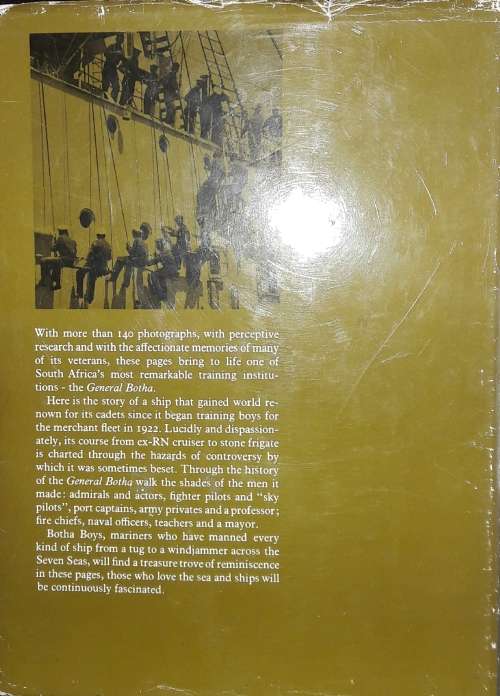 With more than 140 photographs, with perceptive
research and with the affectionate memories of many
of its veterans, these pages bring to life one of
South Africa's most remarkable training institu-
tions - the General Botha.
Here is the story of a ship that gained world re-
nown for its cadets since it began training boys for
the merchant fleet in 1922. Lucidly and dispassion-
ately, its course from ex-RN cruiser to stone frigate
is charted through the hazards of controversy by
which it was sometimes beset. Through the history
of the General Botha walk the shades of the men it
made: admirals and actors, fighter pilots and "sky
pilots", port captains, army privates and a professor;
fire chiefs, naval officers, teachers and a mayor.
Botha Boys, mariners who have manned every
kind of ship from a tug to a windjammer across the
Seven Seas, will find a treasure trove of reminiscence
in these pages, those who love the sea and ships will
be continuously fascinated.